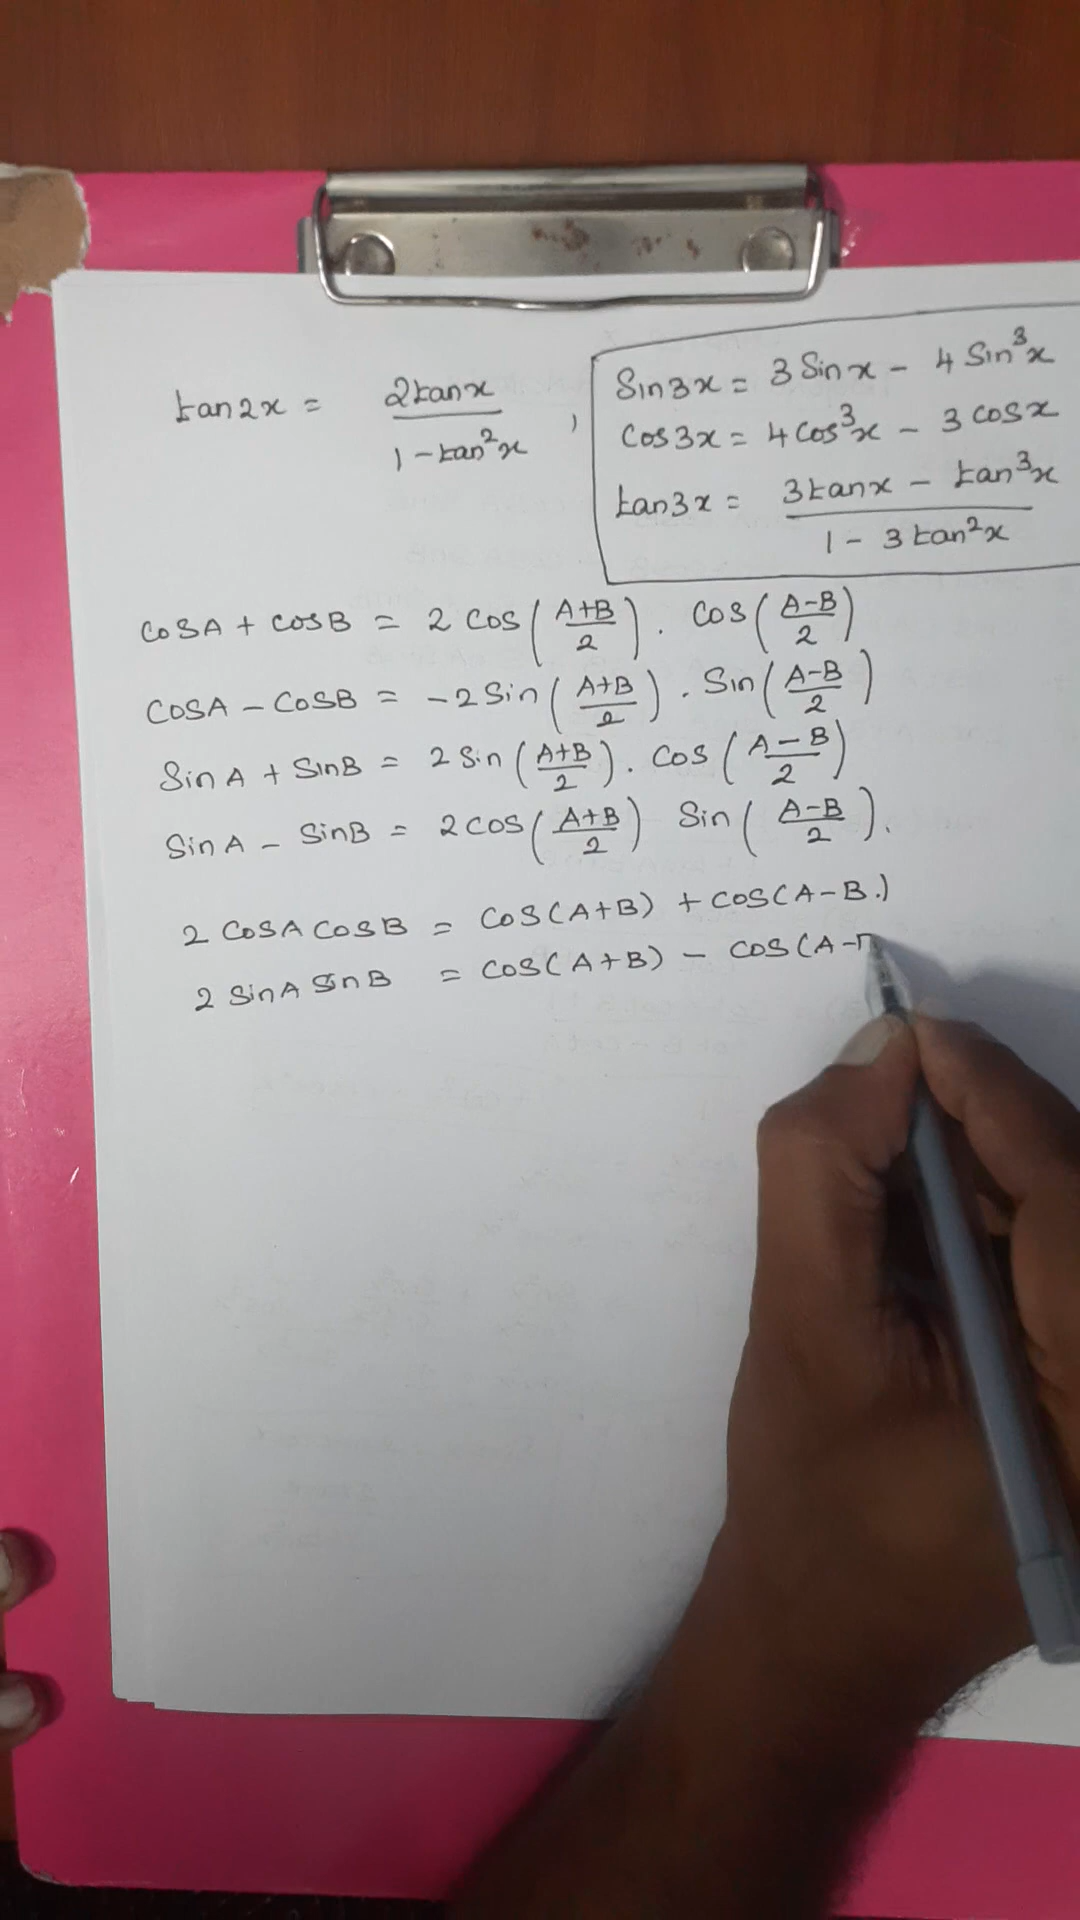 tan2x = 2tanx / 1 - tan²x ,
Sin3x = 3 Sinx - 4 Sin³x
Cos3x = 4cos³x - 3 cosx
tan3x = 3tanx - tan³x / 1 - 3 tan²x
CosA + cosB = 2 Cos(A+B/2) . Cos(A-B/2)
CosA - CosB = -2 Sin(A+B/2) . Sin(A-B/2)
Sin A + SinB = 2 Sin(A+B/2) . Cos(A-B/2)
Sin A - SinB = 2 cos(A+B/2) Sin(A-B/2).
2 CosA CosB = Cos(A+B) + cos(A-B.)
2 SinA SinB = cos(A+B) - cos(A-